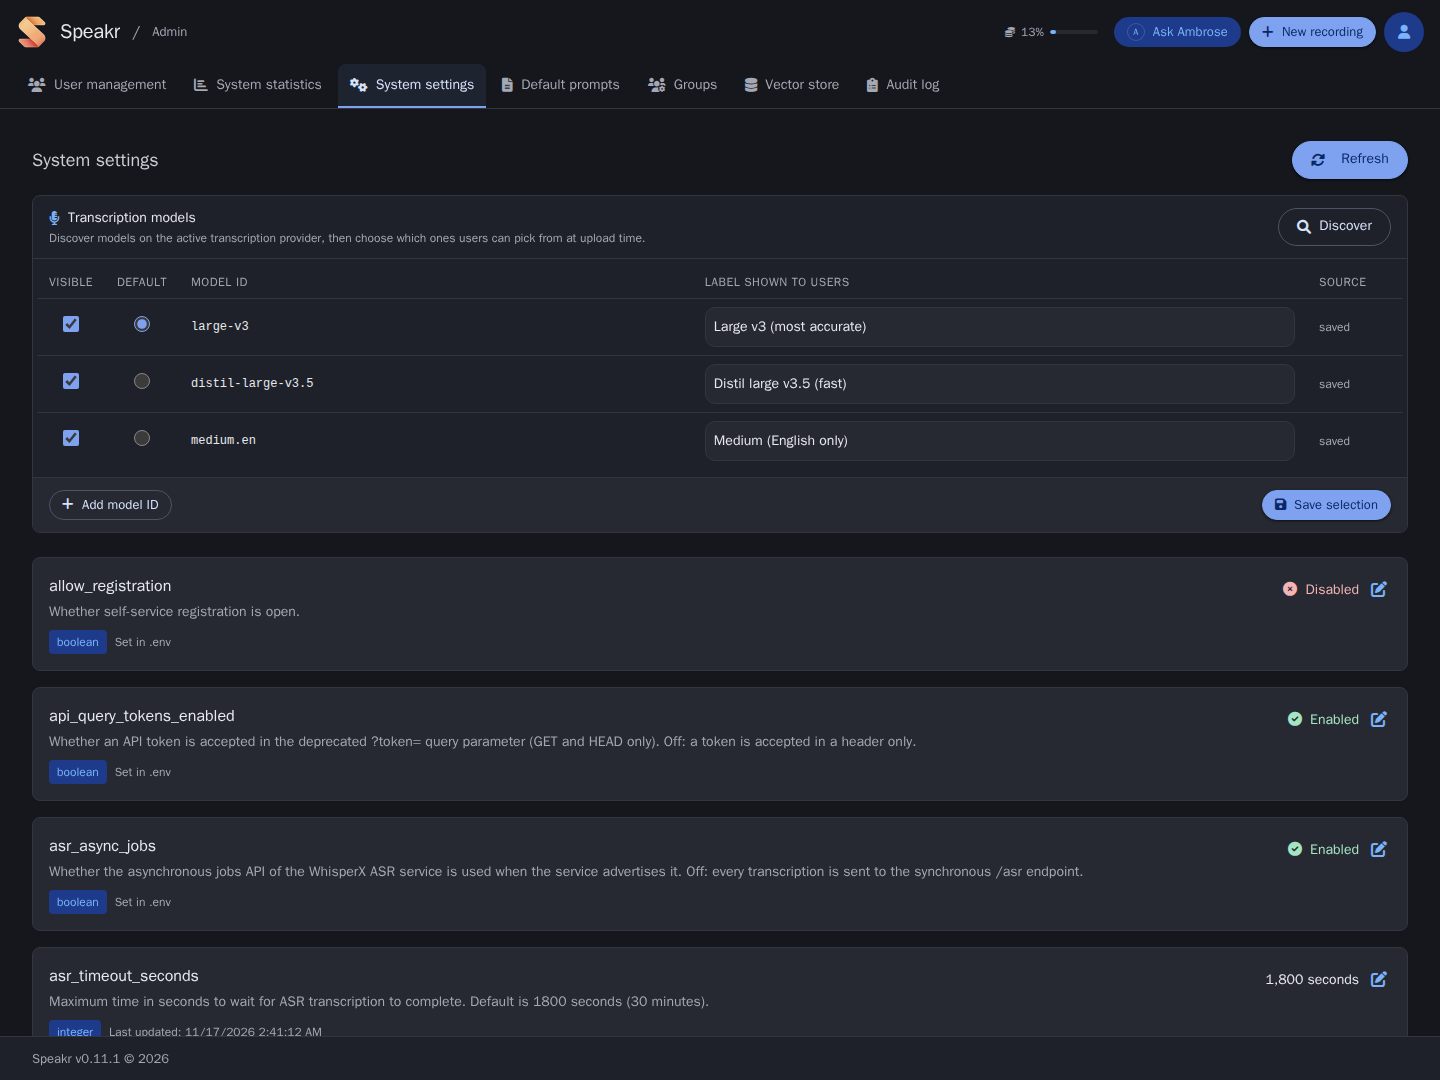 Speakr / Admin
13%
A Ask Ambrose
New recording
User management
System statistics
System settings
Default prompts
Groups
Vector store
Audit log
System settings
Refresh
Transcription models
Discover models on the active transcription provider, then choose which ones users can pick from at upload time.
Discover
VISIBLE DEFAULT MODEL ID LABEL SHOWN TO USERS SOURCE
large-v3 Large v3 (most accurate) saved
distil-large-v3.5 Distil large v3.5 (fast) saved
medium.en Medium (English only) saved
Add model ID
Save selection
allow_registration
Disabled
Whether self-service registration is open.
boolean Set in .env
api_query_tokens_enabled
Enabled
Whether an API token is accepted in the deprecated ?token= query parameter (GET and HEAD only). Off: a token is accepted in a header only.
boolean Set in .env
asr_async_jobs
Enabled
Whether the asynchronous jobs API of the WhisperX ASR service is used when the service advertises it. Off: every transcription is sent to the synchronous /asr endpoint.
boolean Set in .env
asr_timeout_seconds
1,800 seconds
Maximum time in seconds to wait for ASR transcription to complete. Default is 1800 seconds (30 minutes).
integer Last updated: 11/17/2026 2:41:12 AM
Speakr v0.11.1 © 2026